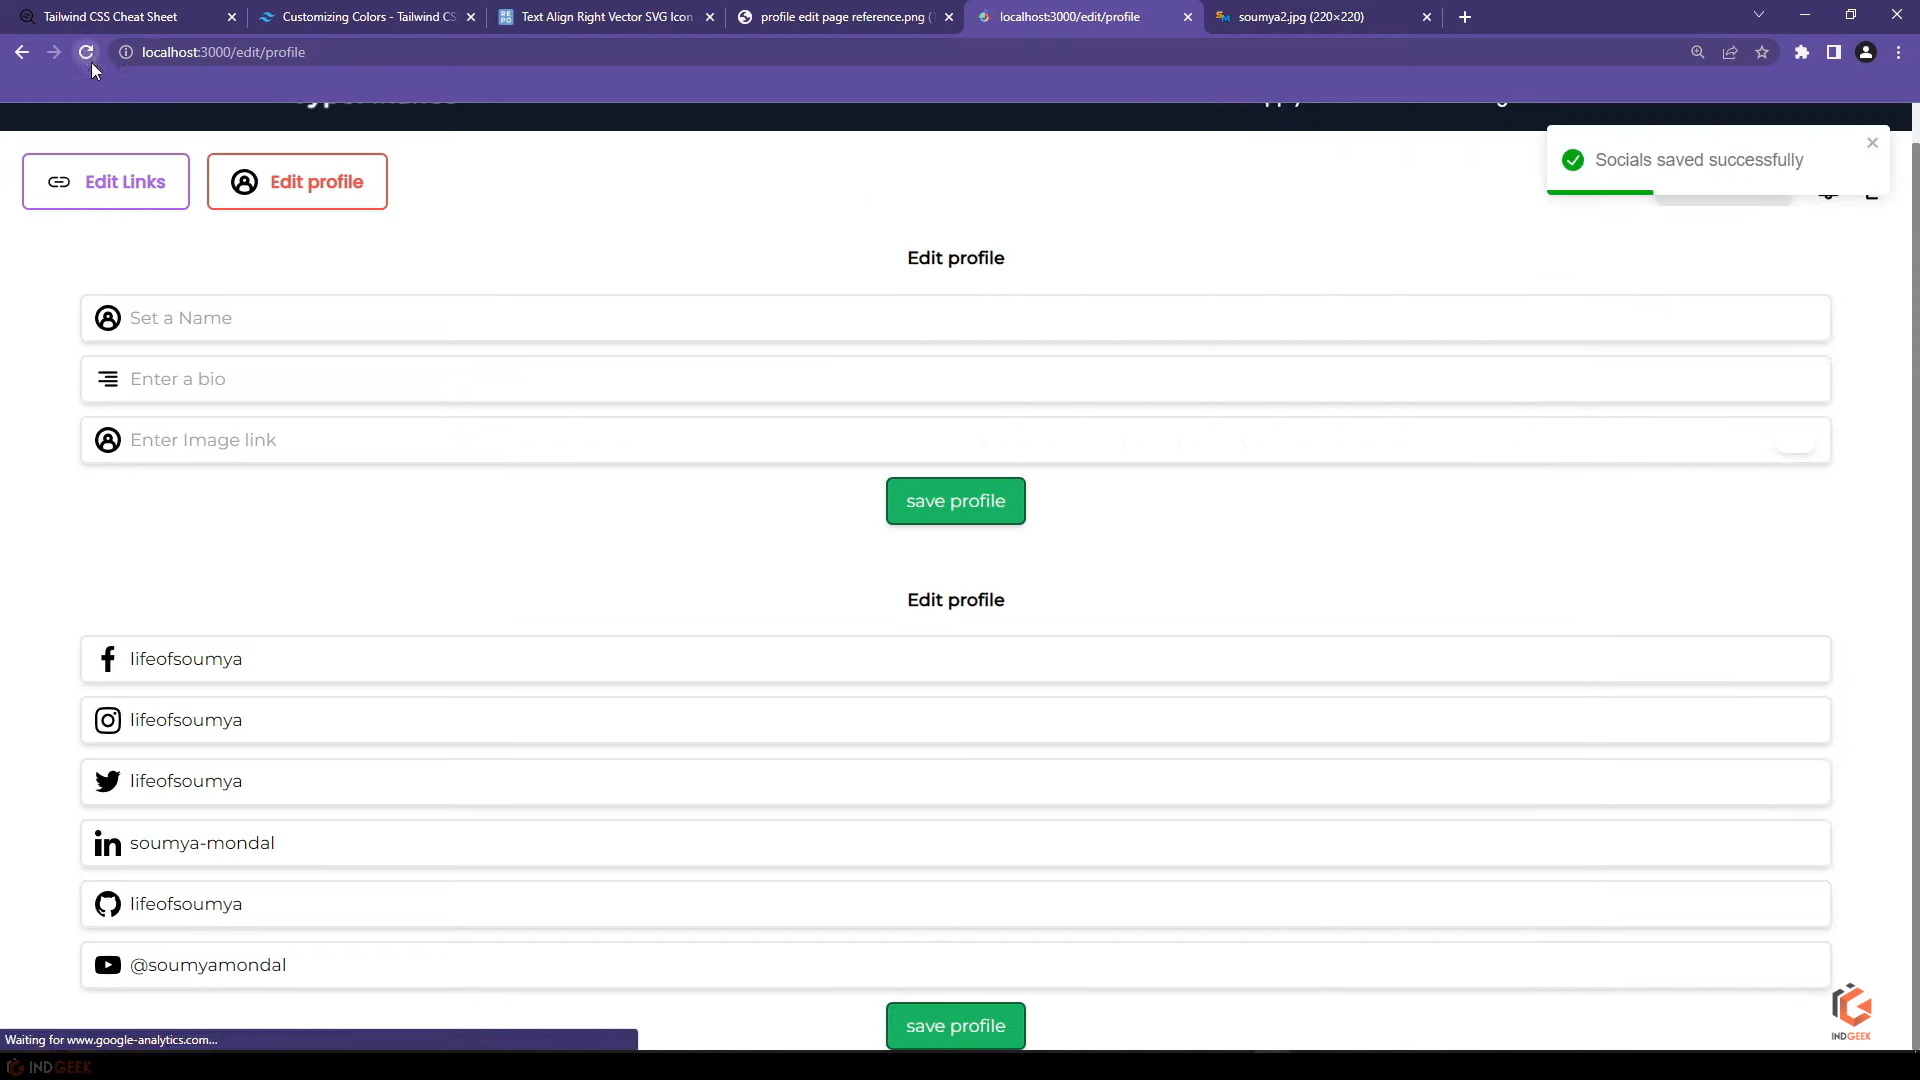 Tailwind CSS Cheat Sheet
Customizing Colors - Tailwind CS
Text Align Right Vector SVG Icon
profile edit page reference.png (
localhost:3000/edit/profile
soumya2.jpg (220×220)
localhost:3000/edit/profile
Socials saved successfully
Edit Links
Edit profile
Edit profile
Set a Name
Enter a bio
Enter Image link
save profile
Edit profile
lifeofsoumya
lifeofsoumya
lifeofsoumya
soumya-mondal
lifeofsoumya
@soumyamondal
save profile
INDGEEK
Waiting for www.google-analytics.com...
INDGEEK